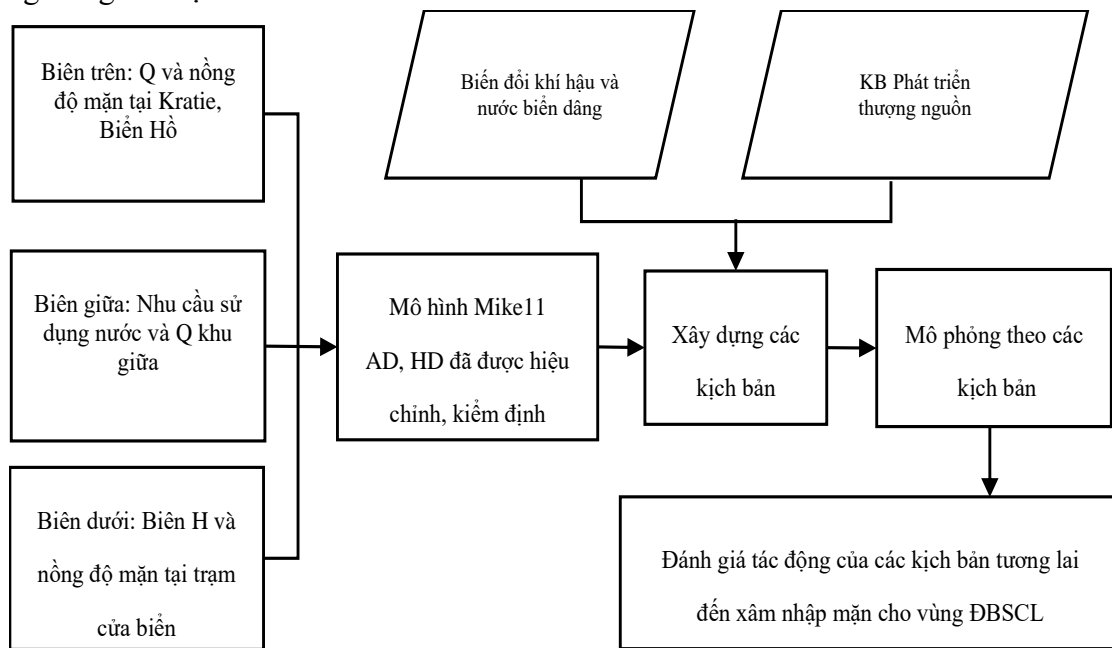 Biên trên: Q và nồng
độ mặn tại Kratie,
Biển Hồ
Biến đổi khí hậu và
nước biển dâng
KB Phát triển
thượng nguồn
Biên giữa: Nhu cầu sử
dụng nước và Q khu
giữa
Mô hình Mike11
AD, HD đã được hiệu
chỉnh, kiểm định
Xây dựng các
kịch bản
Mô phỏng theo các
kịch bản
Biên dưới: Biên H và
nồng độ mặn tại trạm
cửa biển
Đánh giá tác động của các kịch bản tương lai
đến xâm nhập mặn cho vùng ĐBSCL